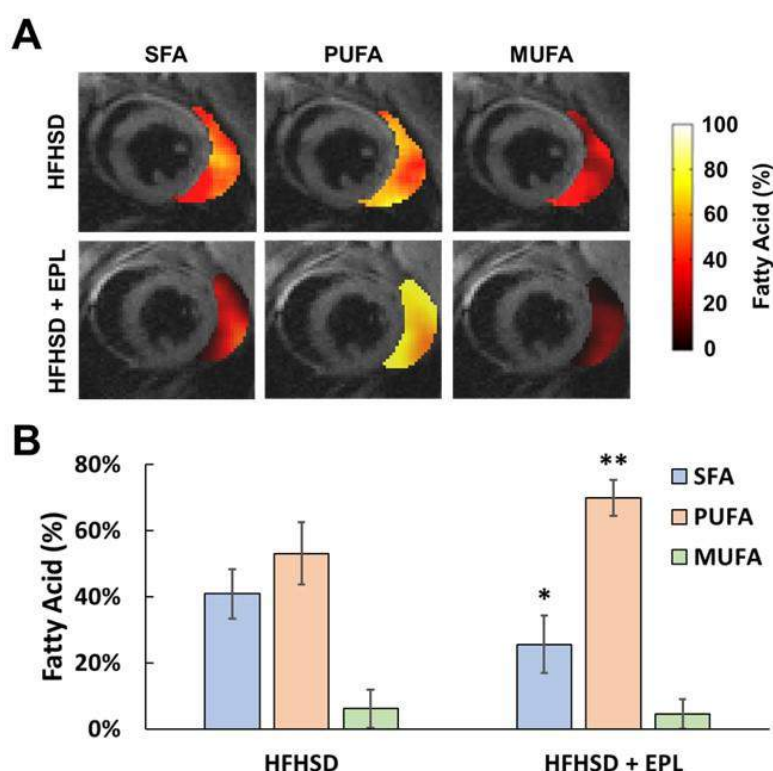 A
SFA PUFA MUFA
HFHSD
HFHSD + EPL
100
80
60
40
20
0
Fatty Acid (%)
B
80%
60%
40%
20%
0%
Fatty Acid (%)
*
**
SFA
PUFA
MUFA
HFHSD HFHSD + EPL